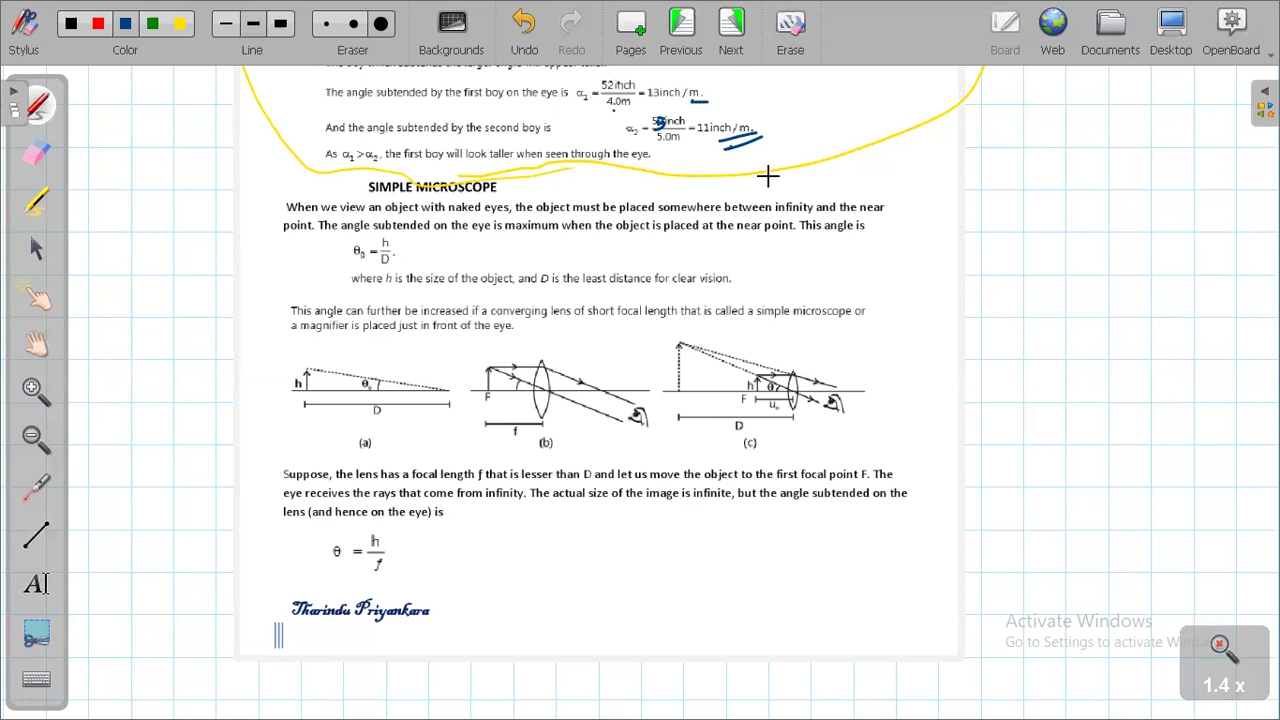 Stylus Color Line Eraser Backgrounds Undo Redo Pages Previous Next Erase Board Web Documents Desktop OpenBoard
The angle subtended by the first boy on the eye is α₁ = 52inch / 4.0m = 13inch / m.
And the angle subtended by the second boy is α₂ = inch / 5.0m = 11inch / m.
As α₁ > α₂, the first boy will look taller when seen through the eye.
SIMPLE MICROSCOPE
When we view an object with naked eyes, the object must be placed somewhere between infinity and the near
point. The angle subtended on the eye is maximum when the object is placed at the near point. This angle is
θ₀ = h / D.
where h is the size of the object, and D is the least distance for clear vision.
This angle can further be increased if a converging lens of short focal length that is called a simple microscope or
a magnifier is placed just in front of the eye.
h θ₀ D
F f
h θ F u₀ D
(a) (b) (c)
Suppose, the lens has a focal length ƒ that is lesser than D and let us move the object to the first focal point F. The
eye receives the rays that come from infinity. The actual size of the image is infinite, but the angle subtended on the
lens (and hence on the eye) is
θ = h / ƒ
Tharindu Priyankara
Activate Windows
Go to Settings to activate
1.4 x